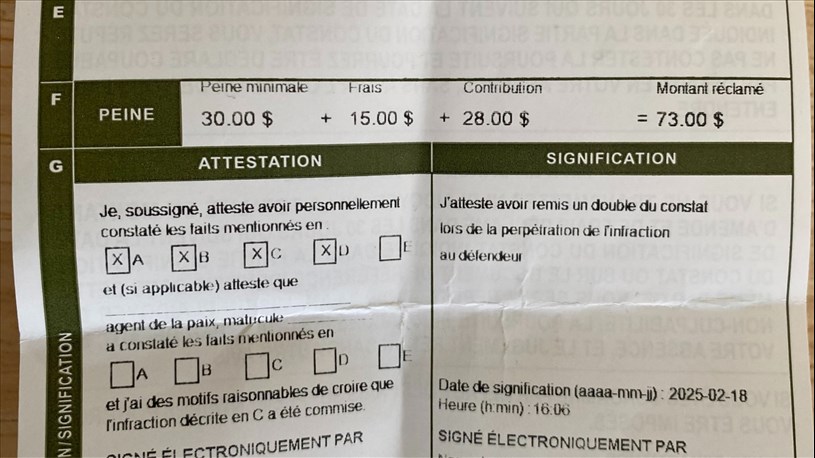 E
F
PEINE
Peine minimale Frais Contribution Montant réclamé
30.00 $ + 15.00 $ + 28.00 $ = 73.00 $
G
ATTESTATION
Je, soussigné, atteste avoir personnellement
constaté les faits mentionnés en :
X A X B X C X D E
et (si applicable) atteste que
agent de la paix, matricule
a constaté les faits mentionnés en
A B C D E
et j'ai des motifs raisonnables de croire que
l'infraction décrite en C a été commise.
SIGNÉ ÉLECTRONIQUEMENT PAR
SIGNIFICATION
J'atteste avoir remis un double du constat
lors de la perpétration de l'infraction
au défendeur
Date de signification (aaaa-mm-jj) : 2025-02-18
Heure (h:min) : 16:06
SIGNÉ ÉLECTRONIQUEMENT PAR
N / SIGNIFICATION